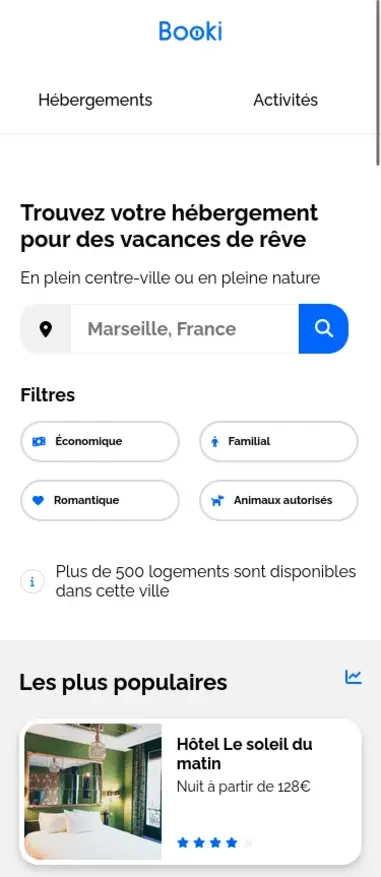 Booki
Hébergements
Activités
Trouvez votre hébergement
pour des vacances de rêve
En plein centre-ville ou en pleine nature
Marseille, France
Filtres
Économique
Familial
Romantique
Animaux autorisés
Plus de 500 logements sont disponibles
dans cette ville
Les plus populaires
Hôtel Le soleil du
matin
Nuit à partir de 128€